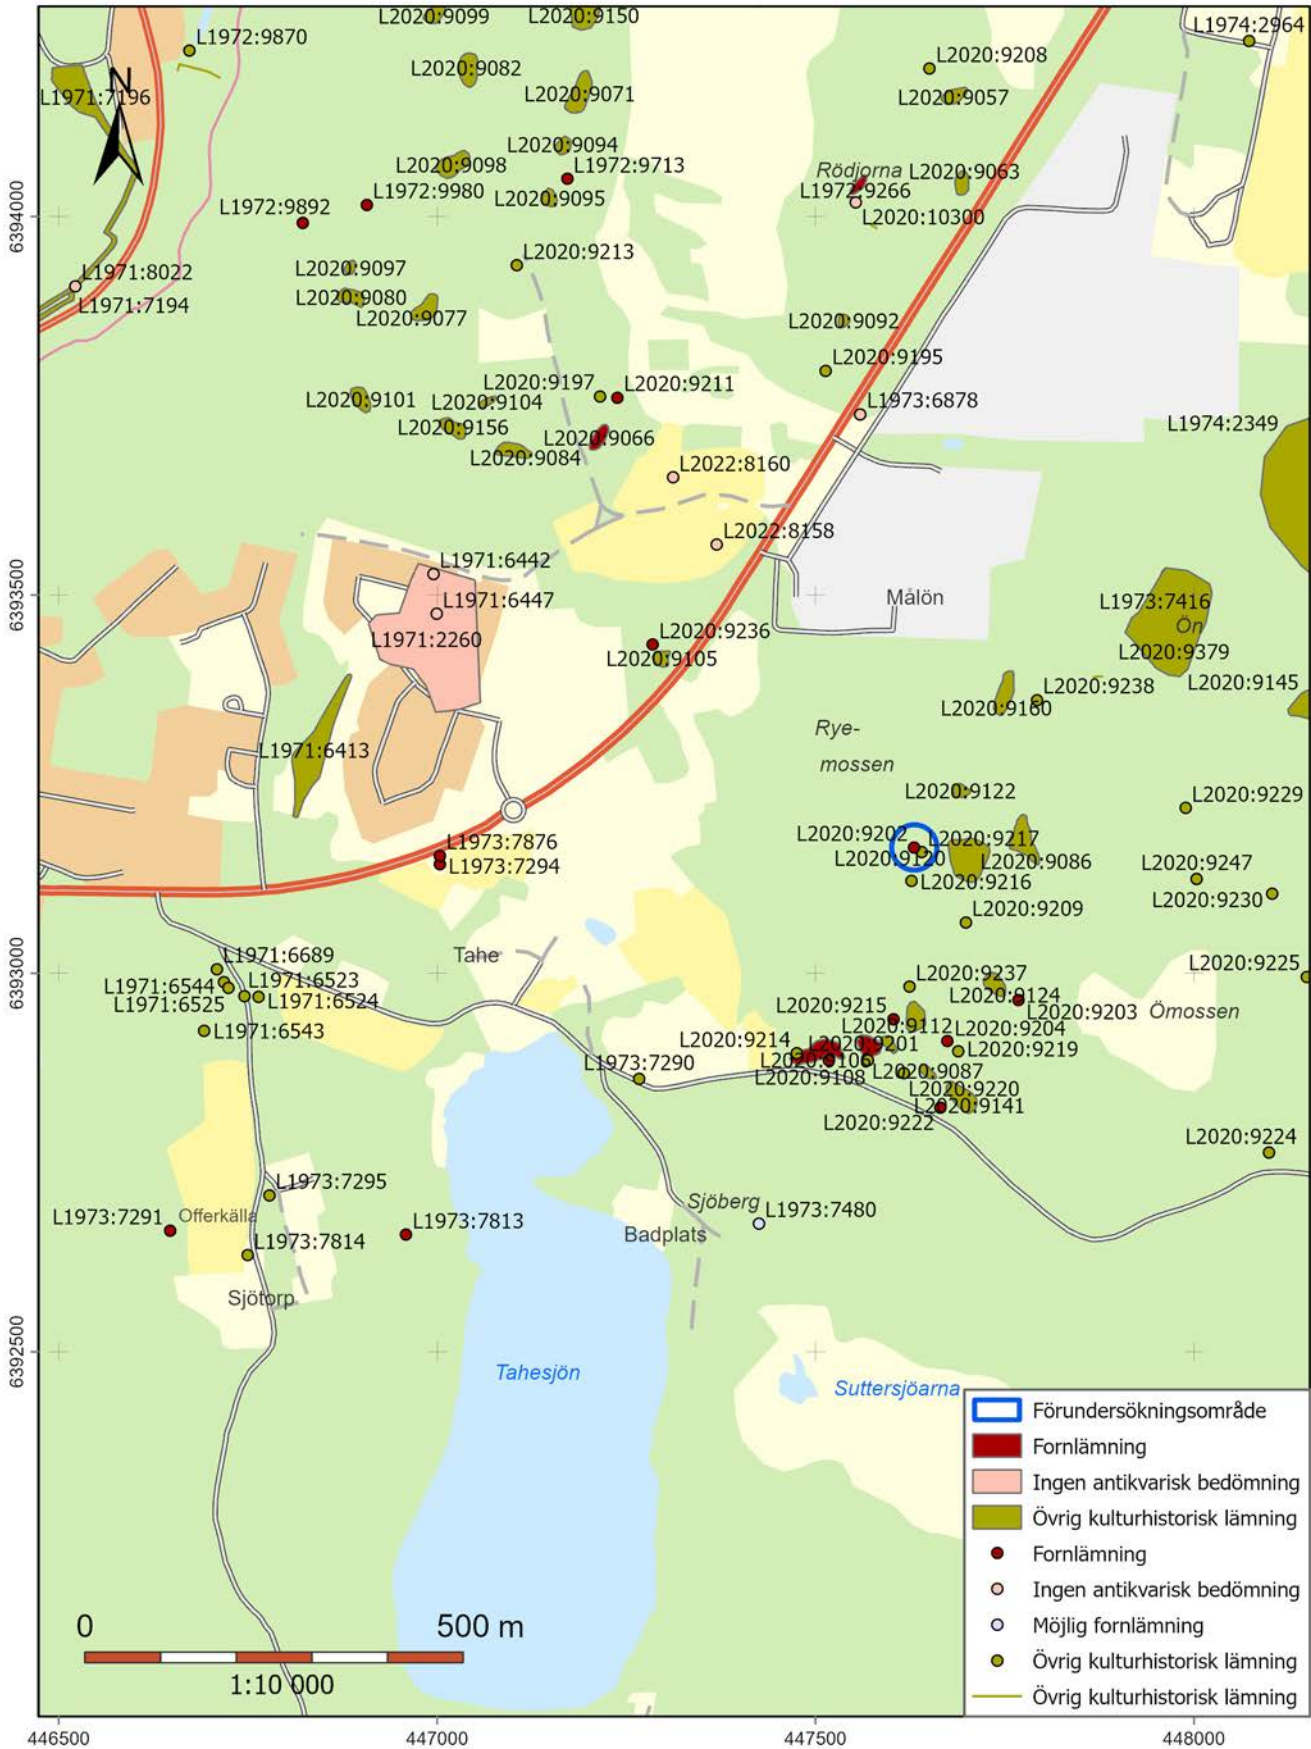 L2020:9099
L2020:9150
L1974:2964
L1972:9870
L2020:9208
N
L2020:9082
L1971:7196
L2020:9071
L2020:9057
L2020:9094
L2020:9098
L1972:9713
Rödjorna
L2020:9063
L1972:9980
L2020:9095
L1972:9266
L1972:9892
L2020:10300
6394000
L2020:9213
L1971:8022
L2020:9097
L2020:9080
L1971:7194
L2020:9077
L2020:9092
L2020:9195
L2020:9197
L2020:9211
L2020:9101
L2020:9104
L1973:6878
L2020:9156
L2020:9066
L1974:2349
L2020:9084
L2022:8160
L2022:8158
L1971:6442
6393500
L1971:6447
Målön
L1973:7416
Ön
L1971:2260
L2020:9236
L2020:9105
L2020:9379
L2020:9238
L2020:9145
L2020:9160
Rye-
mossen
L1971:6413
L2020:9122
L2020:9229
L1973:7876
L2020:9202
L2020:9217
L2020:9120
L2020:9086
L1973:7294
L2020:9247
L2020:9216
L2020:9230
L2020:9209
Tahe
6393000
L1971:6689
L2020:9225
L1971:6544
L1971:6523
L2020:9237
L1971:6525
L1971:6524
L2020:9124
L2020:9215
L2020:9203
Ömossen
L1971:6543
L2020:9112
L2020:9204
L2020:9214
L2020:9201
L2020:9219
L1973:7290
L2020:9106
L2020:9108
L2020:9087
L2020:9220
L2020:9141
L2020:9222
L2020:9224
L1973:7295
Sjöberg
L1973:7480
L1973:7291
Offerkälla
L1973:7813
Badplats
L1973:7814
Sjötorp
6392500
Tahesjön
Suttersjöarna
Förundersökningsområde
Fornlämning
Ingen antikvarisk bedömning
Övrig kulturhistorisk lämning
Fornlämning
Ingen antikvarisk bedömning
Möjlig fornlämning
Övrig kulturhistorisk lämning
Övrig kulturhistorisk lämning
0 500 m
1:10 000
446500 447000 447500 448000